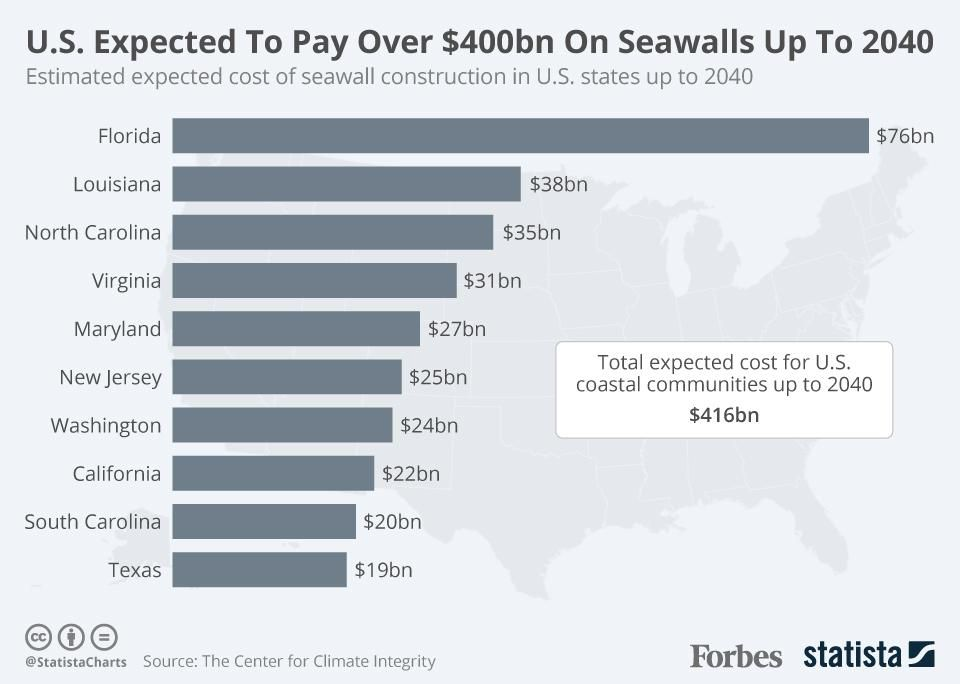 U.S. Expected To Pay Over $400bn On Seawalls Up To 2040
Estimated expected cost of seawall construction in U.S. states up to 2040
Florida $76bn
Louisiana $38bn
North Carolina $35bn
Virginia $31bn
Maryland $27bn
New Jersey $25bn
Washington $24bn
California $22bn
South Carolina $20bn
Texas $19bn
Total expected cost for U.S.
coastal communities up to 2040
$416bn
cc
@StatistaCharts Source: The Center for Climate Integrity
Forbes statista